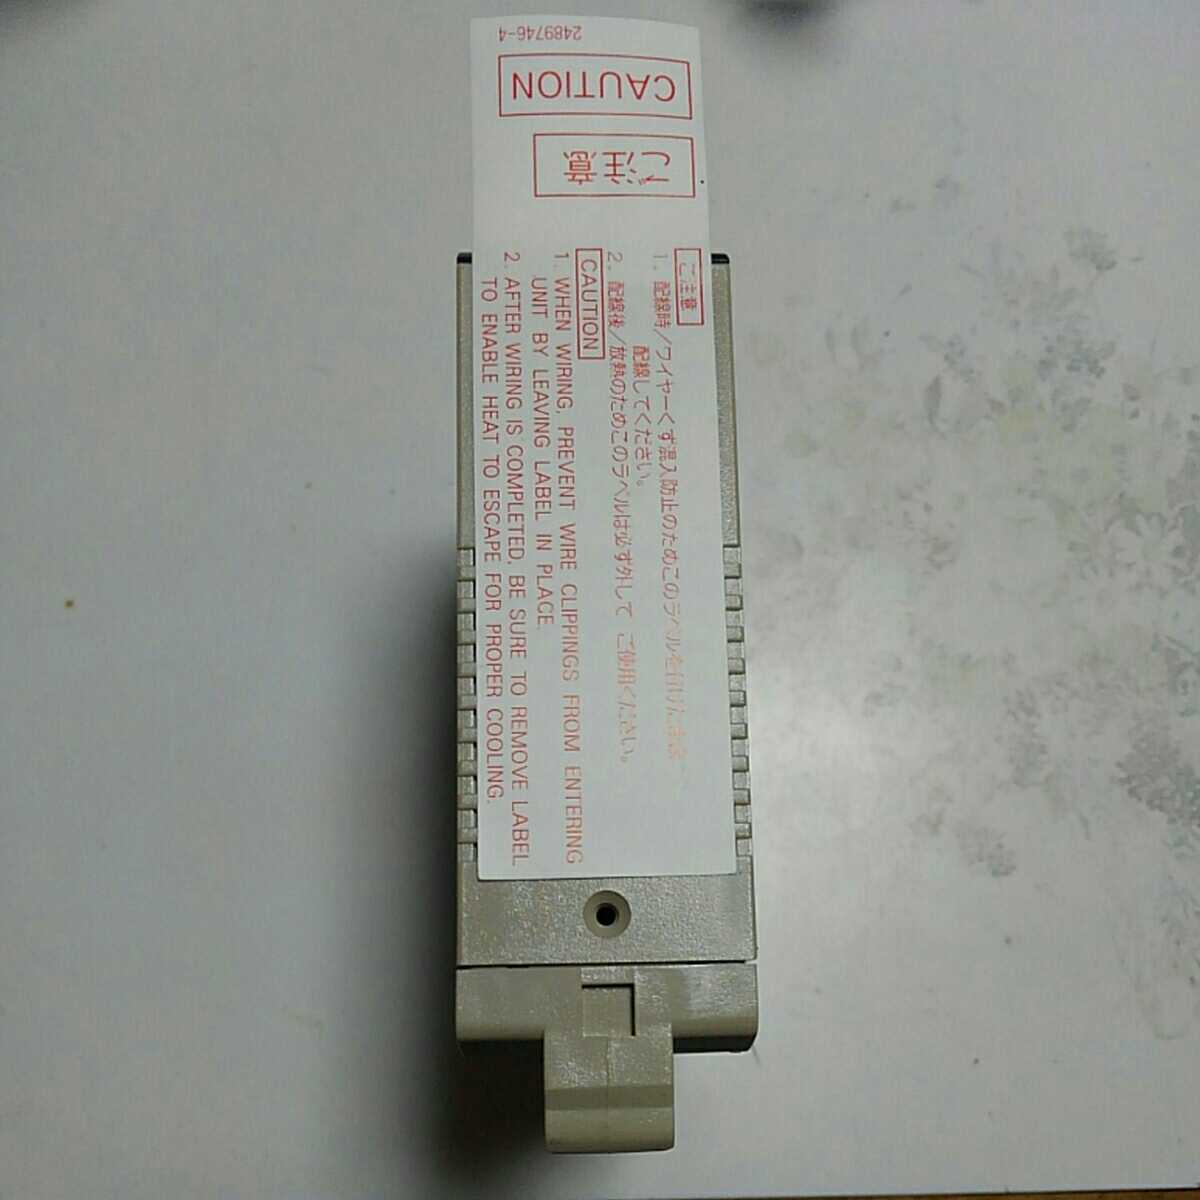 2489746-4
CAUTION
ご注意
ご注意
1. 配線時/ワイヤーくず混入防止のためこのラベルを付けたまま
配線してください。
2. 配線後/放熱のためこのラベルは必ず外して ご使用ください。
CAUTION
1. WHEN WIRING, PREVENT WIRE CLIPPINGS FROM ENTERING
UNIT BY LEAVING LABEL IN PLACE.
2. AFTER WIRING IS COMPLETED, BE SURE TO REMOVE LABEL
TO ENABLE HEAT TO ESCAPE FOR PROPER COOLING.